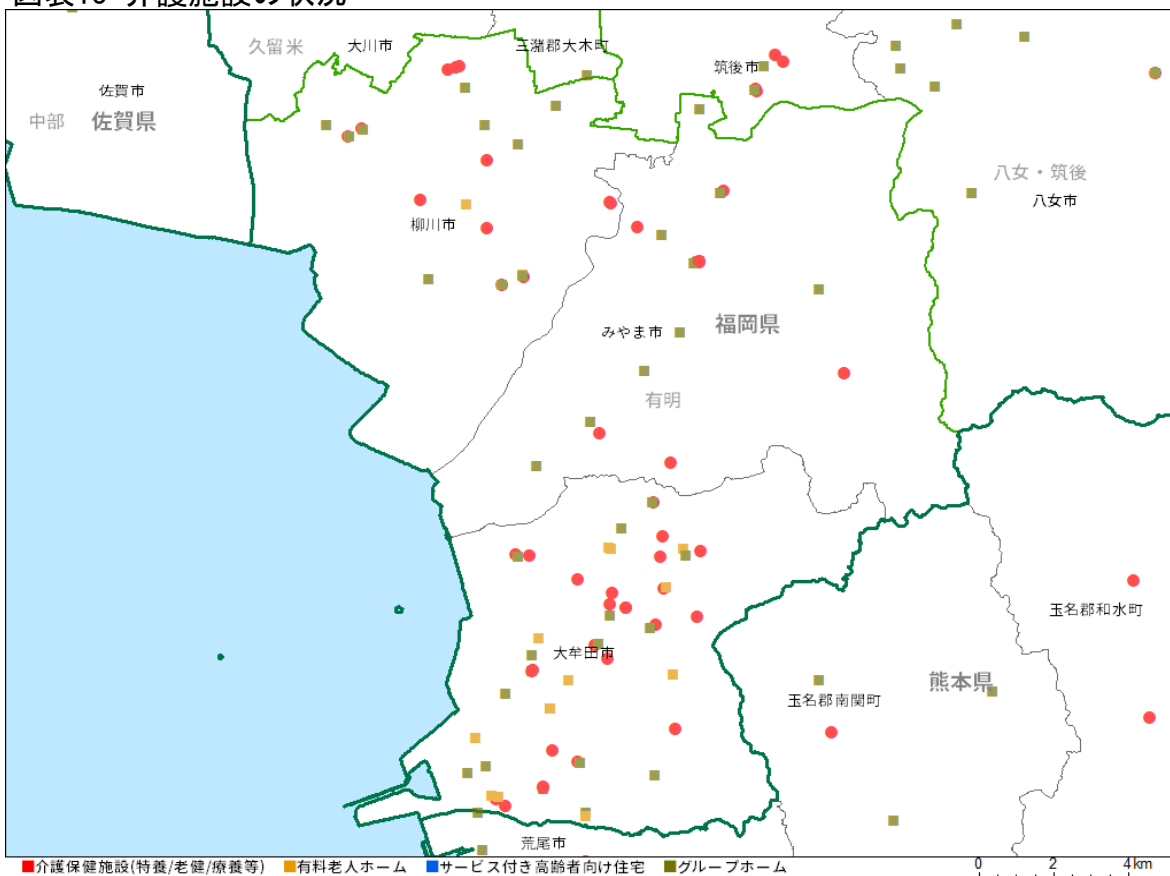 久留米
大川市
三潴郡大木町
筑後市
佐賀市
中部
佐賀県
八女・筑後
八女市
柳川市
みやま市
福岡県
有明
玉名郡和水町
大牟田市
熊本県
玉名郡南関町
荒尾市
■介護保健施設(特養/老健/療養等) ■有料老人ホーム ■サービス付き高齢者向け住宅 ■グループホーム
0 2 4km